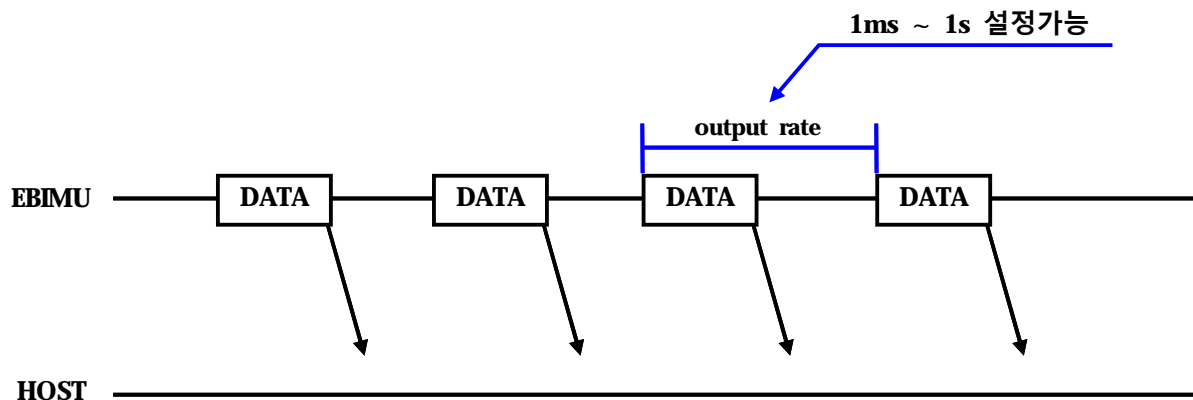 1ms ~ 1s 설정가능
output rate
EBIMU
DATA
DATA
DATA
DATA
HOST